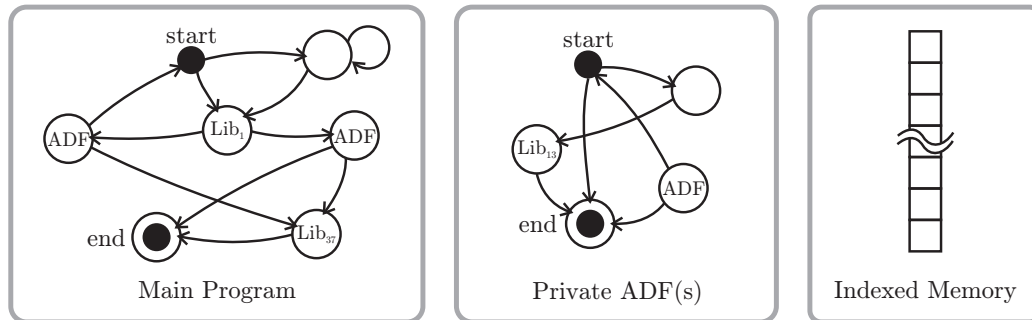 start
ADF
Lib₁
ADF
end
Lib₃₇
Main Program
start
Lib₁₃
ADF
end
Private ADF(s)
Indexed Memory